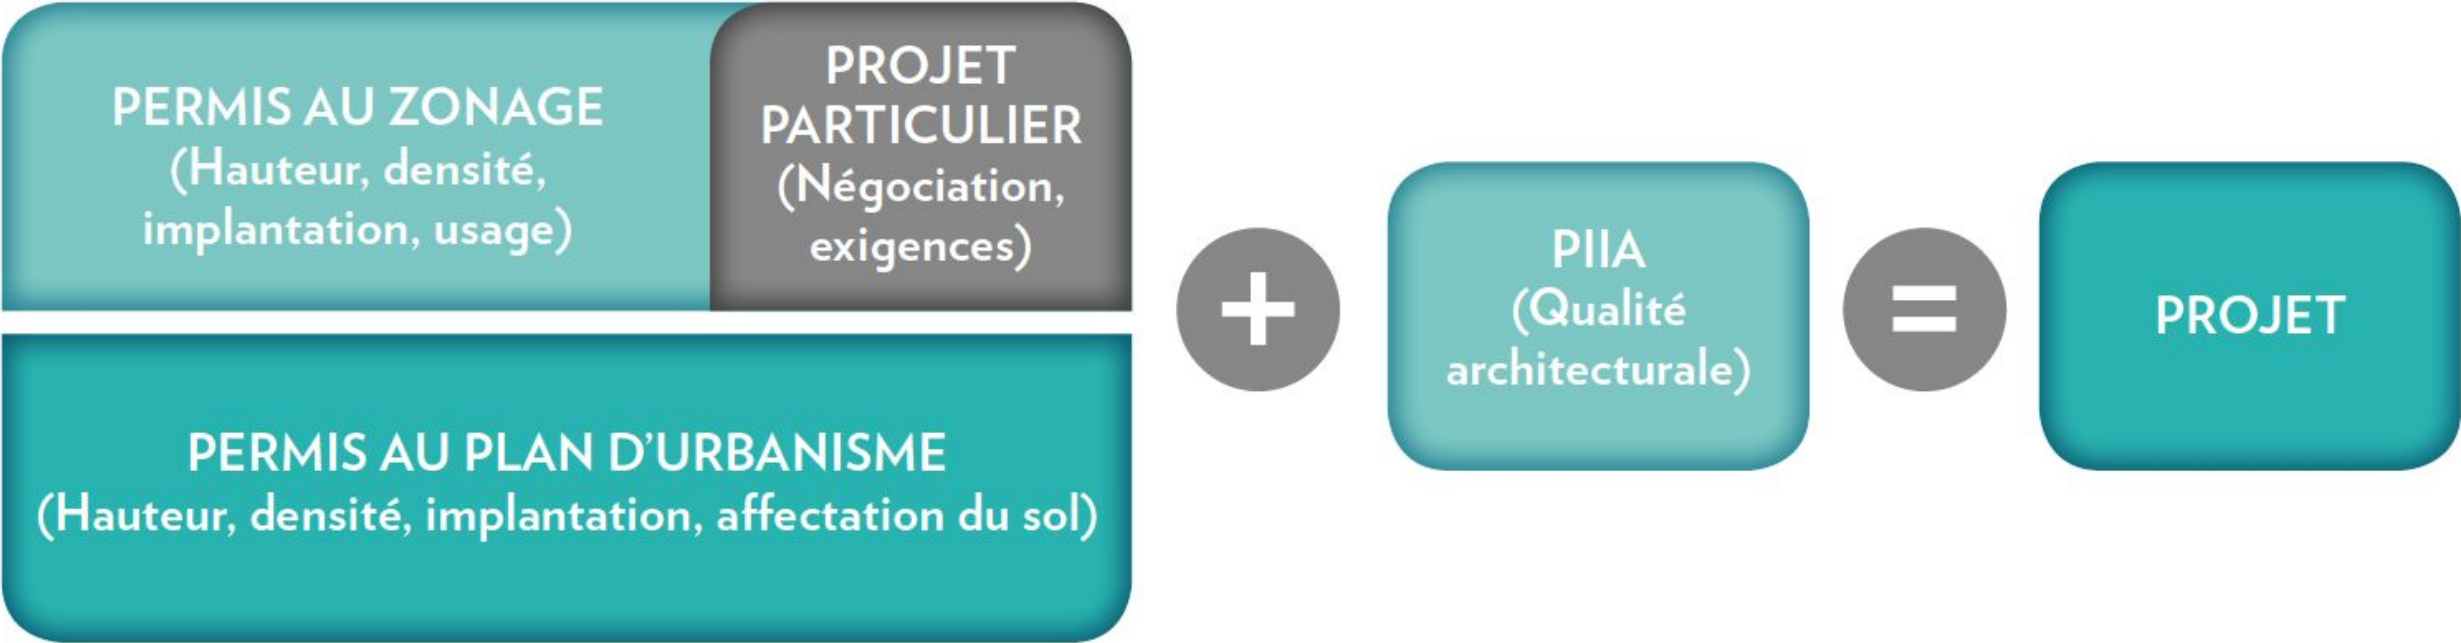 PERMIS AU ZONAGE
(Hauteur, densité,
implantation, usage)
PROJET
PARTICULIER
(Négociation,
exigences)
PERMIS AU PLAN D'URBANISME
(Hauteur, densité, implantation, affectation du sol)
+
PIIA
(Qualité
architecturale)
=
PROJET